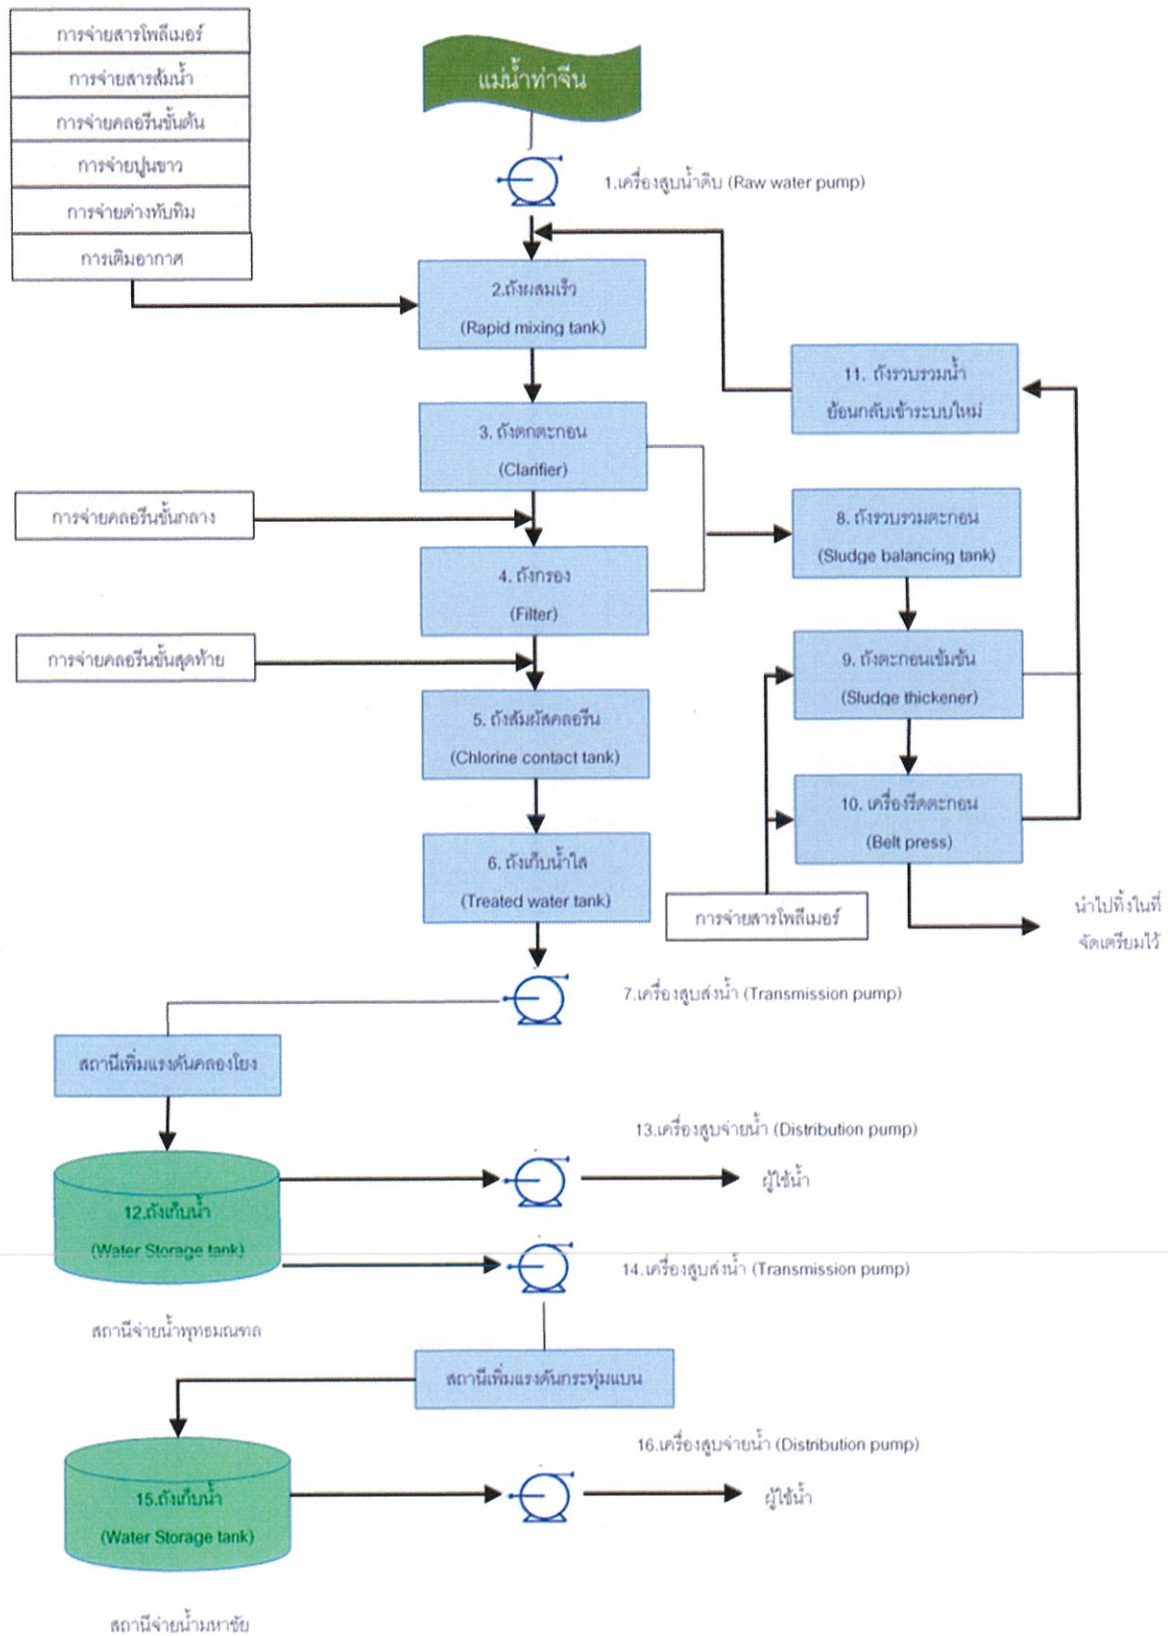 การจ่ายสารโพลีเมอร์
การจ่ายสารส้มน้ำ
การจ่ายคลอรีนขั้นต้น
การจ่ายปูนขาว
การจ่ายด่างทับทิม
การเติมอากาศ
แม่น้ำท่าจีน
1.เครื่องสูบน้ำดิบ (Raw water pump)
2.ถังผสมเร็ว
(Rapid mixing tank)
11. ถังรวบรวมน้ำ
ย้อนกลับเข้าระบบใหม่
3. ถังตกตะกอน
(Clarifier)
การจ่ายคลอรีนขั้นกลาง
8. ถังรวบรวมตะกอน
(Sludge balancing tank)
4. ถังกรอง
(Filter)
การจ่ายคลอรีนขั้นสุดท้าย
9. ถังตะกอนเข้มข้น
(Sludge thickener)
5. ถังสัมผัสคลอรีน
(Chlorine contact tank)
10. เครื่องรีดตะกอน
(Belt press)
6. ถังเก็บน้ำใส
(Treated water tank)
การจ่ายสารโพลีเมอร์
นำไปทิ้งในที่
จัดเตรียมไว้
7.เครื่องสูบส่งน้ำ (Transmission pump)
สถานีเพิ่มแรงดันคลองโยง
13.เครื่องสูบจ่ายน้ำ (Distribution pump)
ผู้ใช้น้ำ
12.ถังเก็บน้ำ
(Water Storage tank)
14.เครื่องสูบส่งน้ำ (Transmission pump)
สถานีจ่ายน้ำพุทธมณฑล
สถานีเพิ่มแรงดันกระทุ่มแบน
16.เครื่องสูบจ่ายน้ำ (Distribution pump)
ผู้ใช้น้ำ
15.ถังเก็บน้ำ
(Water Storage tank)
สถานีจ่ายน้ำมหาชัย